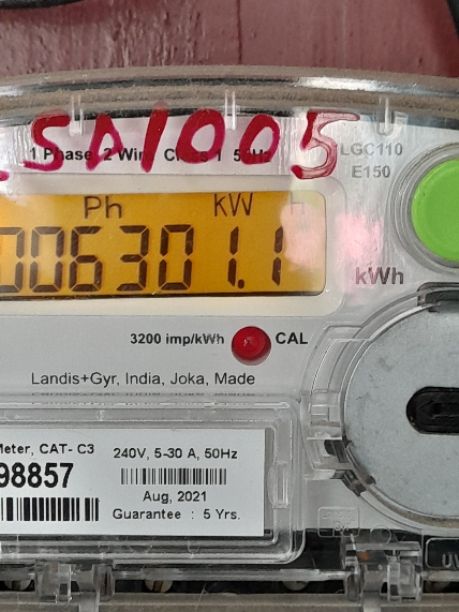 LSD1005
1 Phase 2 Wire Class 1 50Hz
LGC110
E150
Ph kW H
006301.1
kWh
3200 imp/kWh CAL
Landis+Gyr, India, Joka, Made
Meter, CAT- C3
98857
240V, 5-30 A, 50Hz
Aug, 2021
Guarantee : 5 Yrs.